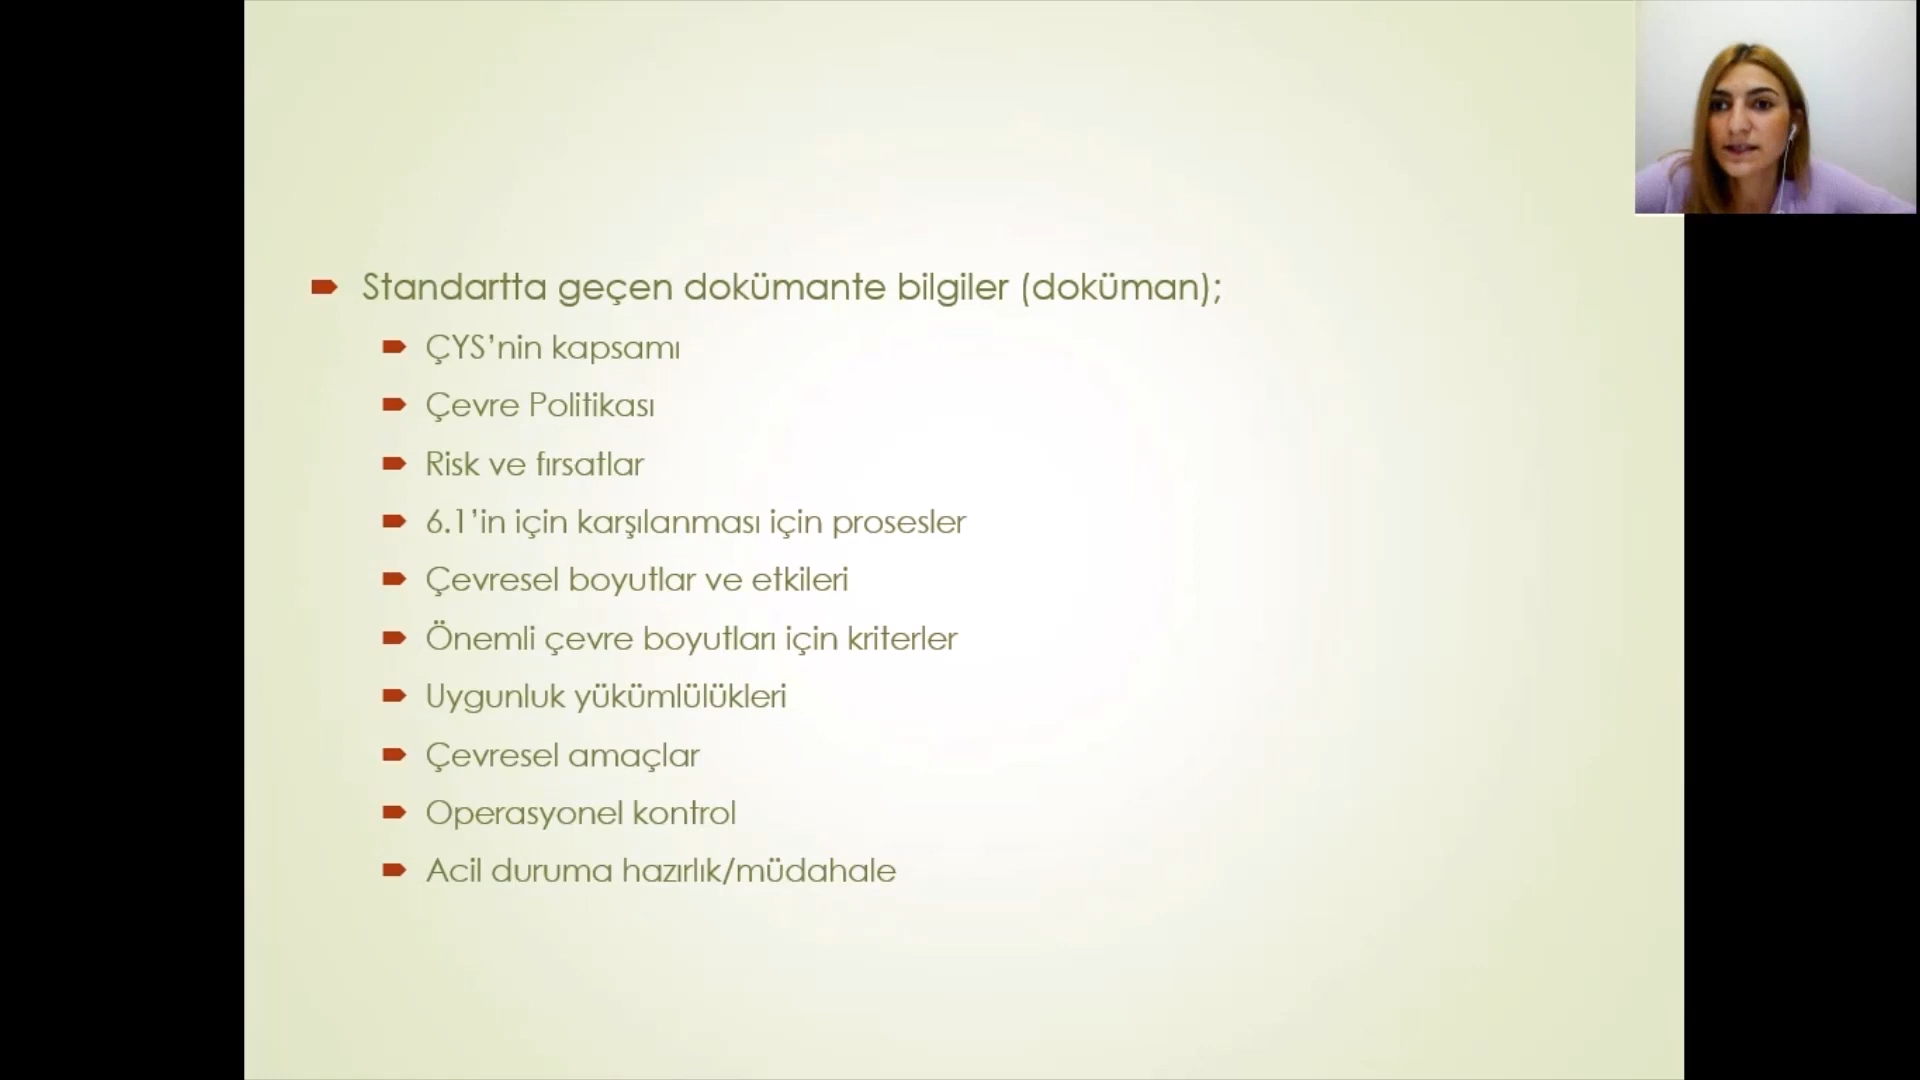 Standartta geçen dokümante bilgiler (doküman);
ÇYS’nin kapsamı
Çevre Politikası
Risk ve fırsatlar
6.1’in için karşılanması için prosesler
Çevresel boyutlar ve etkileri
Önemli çevre boyutları için kriterler
Uygunluk yükümlülükleri
Çevresel amaçlar
Operasyonel kontrol
Acil duruma hazırlık/müdahale